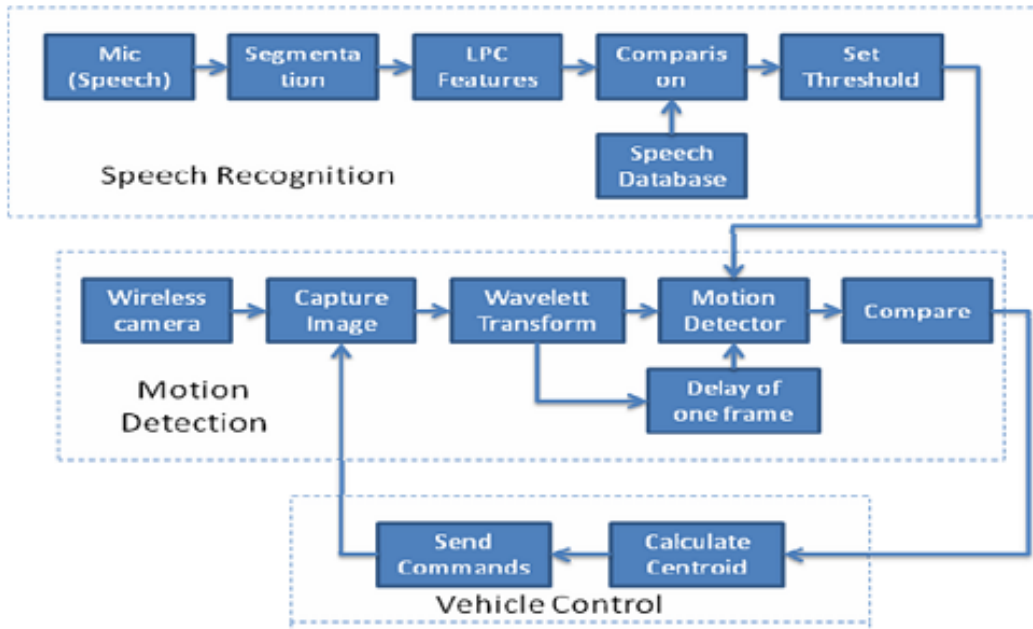 Mic
(Speech)
Segmenta
tion
LPC
Features
Comparis
on
Set
Threshold
Speech
Database
Speech Recognition
Wireless
camera
Capture
Image
Wavelett
Transform
Motion
Detector
Compare
Delay of
one frame
Motion
Detection
Send
Commands
Calculate
Centroid
Vehicle Control